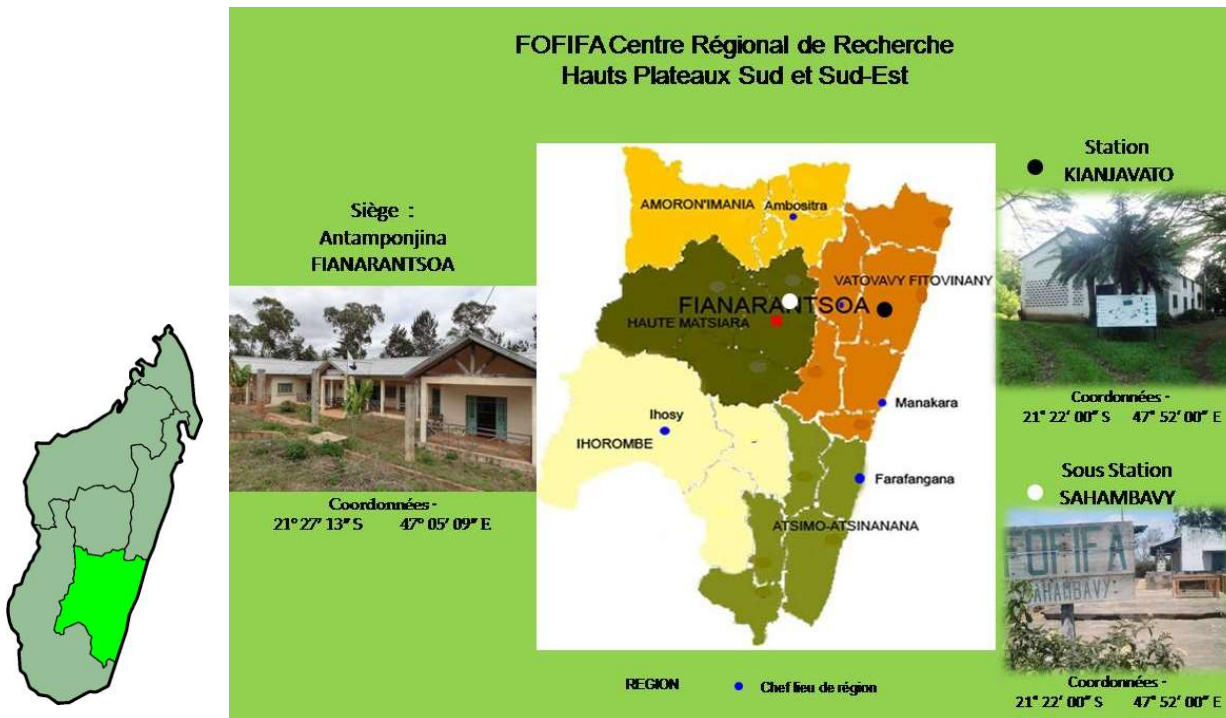 FOFIFA Centre Régional de Recherche
Hauts Plateaux Sud et Sud-Est
Siège :
Antamponjina
FIANARANTSOA
Coordonnées -
21° 27' 13" S 47° 05' 09" E
AMORON'IMANIA
Ambositra
VATOVAVY FITOVINANY
FIANARANTSOA
HAUTE MATSIARA
Manakara
Ihosy
IHOROMBE
Farafangana
ATSIMO-ATSINANANA
REGION
Chef lieu de région
Station
KIANJAVATO
Coordonnées -
21° 22' 00" S 47° 52' 00" E
Sous Station
SAHAMBAVY
FOFIFA
SAHAMBAVY
Coordonnées -
21° 22' 00" S 47° 52' 00" E